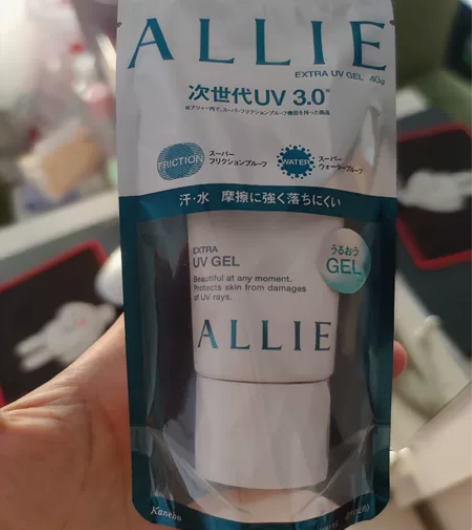 ALLIE
EXTRA UV GEL 40g
次世代UV 3.0※
FRICTION
スーパー
フリクションプルーフ
WATER
スーパー
ウォータープルーフ
汗・水 摩擦に強く落ちにくい
EXTRA
UV GEL
うるおう
GEL
Beautiful at any moment.
Protects skin from damages
of UV rays.
ALLIE
Kanebo